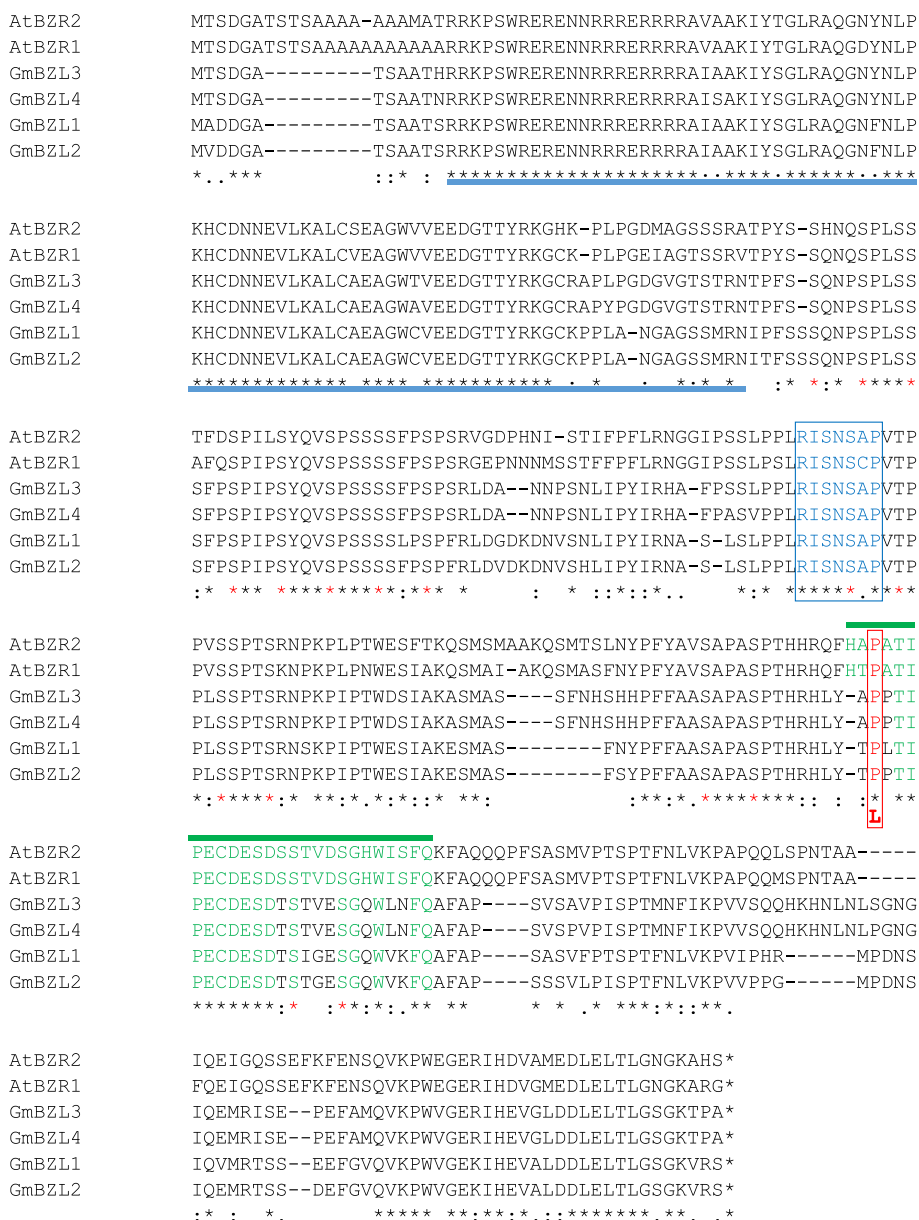 AtBZR2 MTSDGATSTSAAAA-AAAMATRRKPSWRERENNRRRERRRRAVAAKIYTGLRAQGNYNLP
AtBZR1 MTSDGATSTSAAAAAAAAAAARRKPSWRERENNRRRERRRRAVAAKIYTGLRAQGDYNLP
GmBZL3 MTSDGA---------TSAATHRRKPSWRERENNRRRERRRRAIAAKIYSGLRAQGNYNLP
GmBZL4 MTSDGA---------TSAATNRRKPSWRERENNRRRERRRRAISAKIYSGLRAQGNYNLP
GmBZL1 MADDGA---------TSAATSRRKPSWRERENNRRRERRRRAIAAKIYSGLRAQGNFNLP
GmBZL2 MVDDGA---------TSAATSRRKPSWRERENNRRRERRRRAIAAKIYSGLRAQGNFNLP
*..***         ::* : *********************:.****:******::***
AtBZR2 KHCDNNEVLKALCSEAGWVVEEDGTTYRKGHK-PLPGDMAGSSSRATPYS-SHNQSPLSS
AtBZR1 KHCDNNEVLKALCVEAGWVVEEDGTTYRKGCK-PLPGEIAGTSSRVTPYS-SQNQSPLSS
GmBZL3 KHCDNNEVLKALCAEAGWTVEEDGTTYRKGCRAPLPGDGVGTSTRNTPFS-SQNPSPLSS
GmBZL4 KHCDNNEVLKALCAEAGWAVEEDGTTYRKGCRAPYPGDGVGTSTRNTPFS-SQNPSPLSS
GmBZL1 KHCDNNEVLKALCAEAGWCVEEDGTTYRKGCKPPLA-NGAGSSMRNIPFSSSQNPSPLSS
GmBZL2 KHCDNNEVLKALCAEAGWCVEEDGTTYRKGCKPPLA-NGAGSSMRNITFSSSQNPSPLSS
************* **** *********** : *   .  *:* *  :* *:* *****
AtBZR2 TFDSPILSYQVSPSSSSFPSPSRVGDPHNI-STIFPFLRNGGIPSSLPPLRISNSAPVTP
AtBZR1 AFQSPIPSYQVSPSSSSFPSPSRGEPNNNMSSTFFPFLRNGGIPSSLPSLRISNSCPVTP
GmBZL3 SFPSPIPSYQVSPSSSSFPSPSRLDA--NNPSNLIPYIRHA-FPSSLPPLRISNSAPVTP
GmBZL4 SFPSPIPSYQVSPSSSSFPSPSRLDA--NNPSNLIPYIRHA-FPASVPPLRISNSAPVTP
GmBZL1 SFPSPIPSYQVSPSSSSLPSPFRLDGDKDNVSNLIPYIRNA-S-LSLPPLRISNSAPVTP
GmBZL2 SFPSPIPSYQVSPSSSSFPSPFRLDVDKDNVSHLIPYIRNA-S-LSLPPLRISNSAPVTP
:* *** **********:*** *    :  * ::*::*..     *:* ******.****
AtBZR2 PVSSPTSRNPKPLPTWESFTKQSMSMAAKQSMTSLNYPFYAVSAPASPTHHRQFHAPATI
AtBZR1 PVSSPTSKNPKPLPNWESIAKQSMAI-AKQSMASFNYPFYAVSAPASPTHRHQFHTPATI
GmBZL3 PLSSPTSRNPKPIPTWDSIAKASMAS----SFNHSHHPFFAASAPASPTHRHLY-APPTI
GmBZL4 PLSSPTSRNPKPIPTWDSIAKASMAS----SFNHSHHPFFAASAPASPTHRHLY-APPTI
GmBZL1 PLSSPTSRNSKPIPTWESIAKESMAS--------FNYPFFAASAPASPTHRHLY-TPLTI
GmBZL2 PLSSPTSRNPKPIPTWESIAKESMAS--------FSYPFFAASAPASPTHRHLY-TPPTI
*:*****:* **:*.*:*::* **:         :**:*.********:: : :* **
L
AtBZR2 PECDESDSSTVDSGHWISFQKFAQQQPFSASMVPTSPTFNLVKPAPQQLSPNTAA-----
AtBZR1 PECDESDSSTVDSGHWISFQKFAQQQPFSASMVPTSPTFNLVKPAPQQMSPNTAA-----
GmBZL3 PECDESDTSTVESGQWLNFQAFAP----SVSAVPISPTMNFIKPVVSQQHKHNLNLSGNG
GmBZL4 PECDESDTSTVESGQWLNFQAFAP----SVSPVPISPTMNFIKPVVSQQHKHNLNLPGNG
GmBZL1 PECDESDTSIGESGQWVKFQAFAP----SASVFPTSPTFNLVKPVIPHR------MPDNS
GmBZL2 PECDESDTSTGESGQWVKFQAFAP----SSSVLPISPTFNLVKPVVPPG------MPDNS
*******:*  :**:*:.** **     * * .* ***:*::**.
AtBZR2 IQEIGQSSEFKFENSQVKPWEGERIHDVAMEDLELTLGNGKAHS*
AtBZR1 FQEIGQSSEFKFENSQVKPWEGERIHDVGMEDLELTLGNGKARG*
GmBZL3 IQEMRISE--PEFAMQVKPWVGERIHEVGLDDLELTLGSGKTPA*
GmBZL4 IQEMRISE--PEFAMQVKPWVGERIHEVGLDDLELTLGSGKTPA*
GmBZL1 IQVMRTSS--EEFGVQVKPWVGEKIHEVALDDLELTLGSGKVRS*
GmBZL2 IQEMRTSS--DEFGVQVKPWVGEKIHEVALDDLELTLGSGKVRS*
:* :  *.       ***** **:**:*.::*******.**. .*